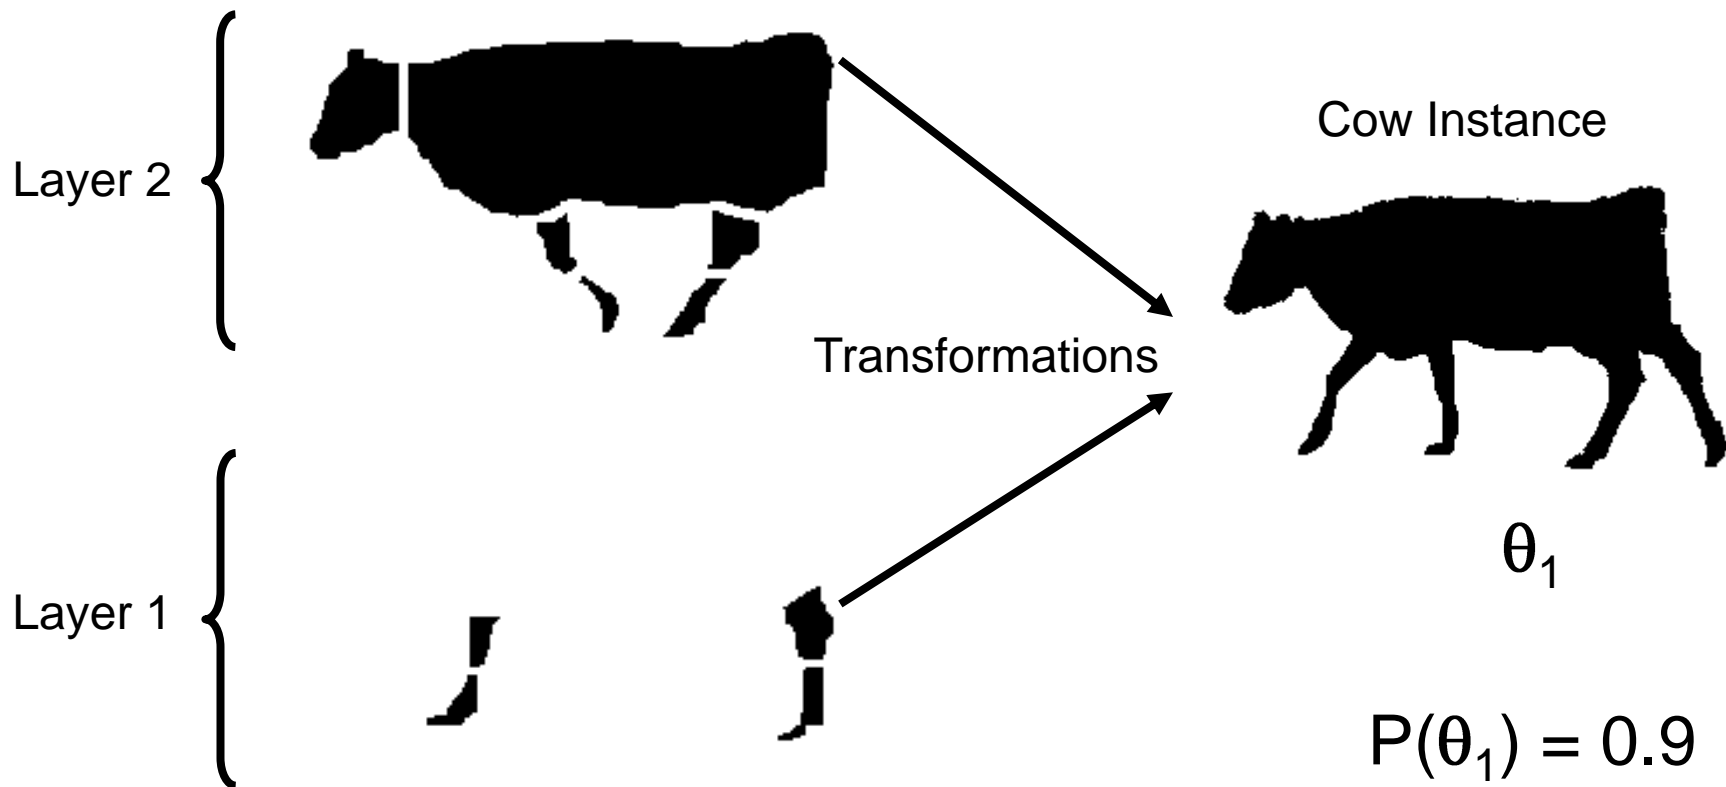 Cow Instance
Layer 2
Transformations
θ₁
Layer 1
P(θ₁) = 0.9